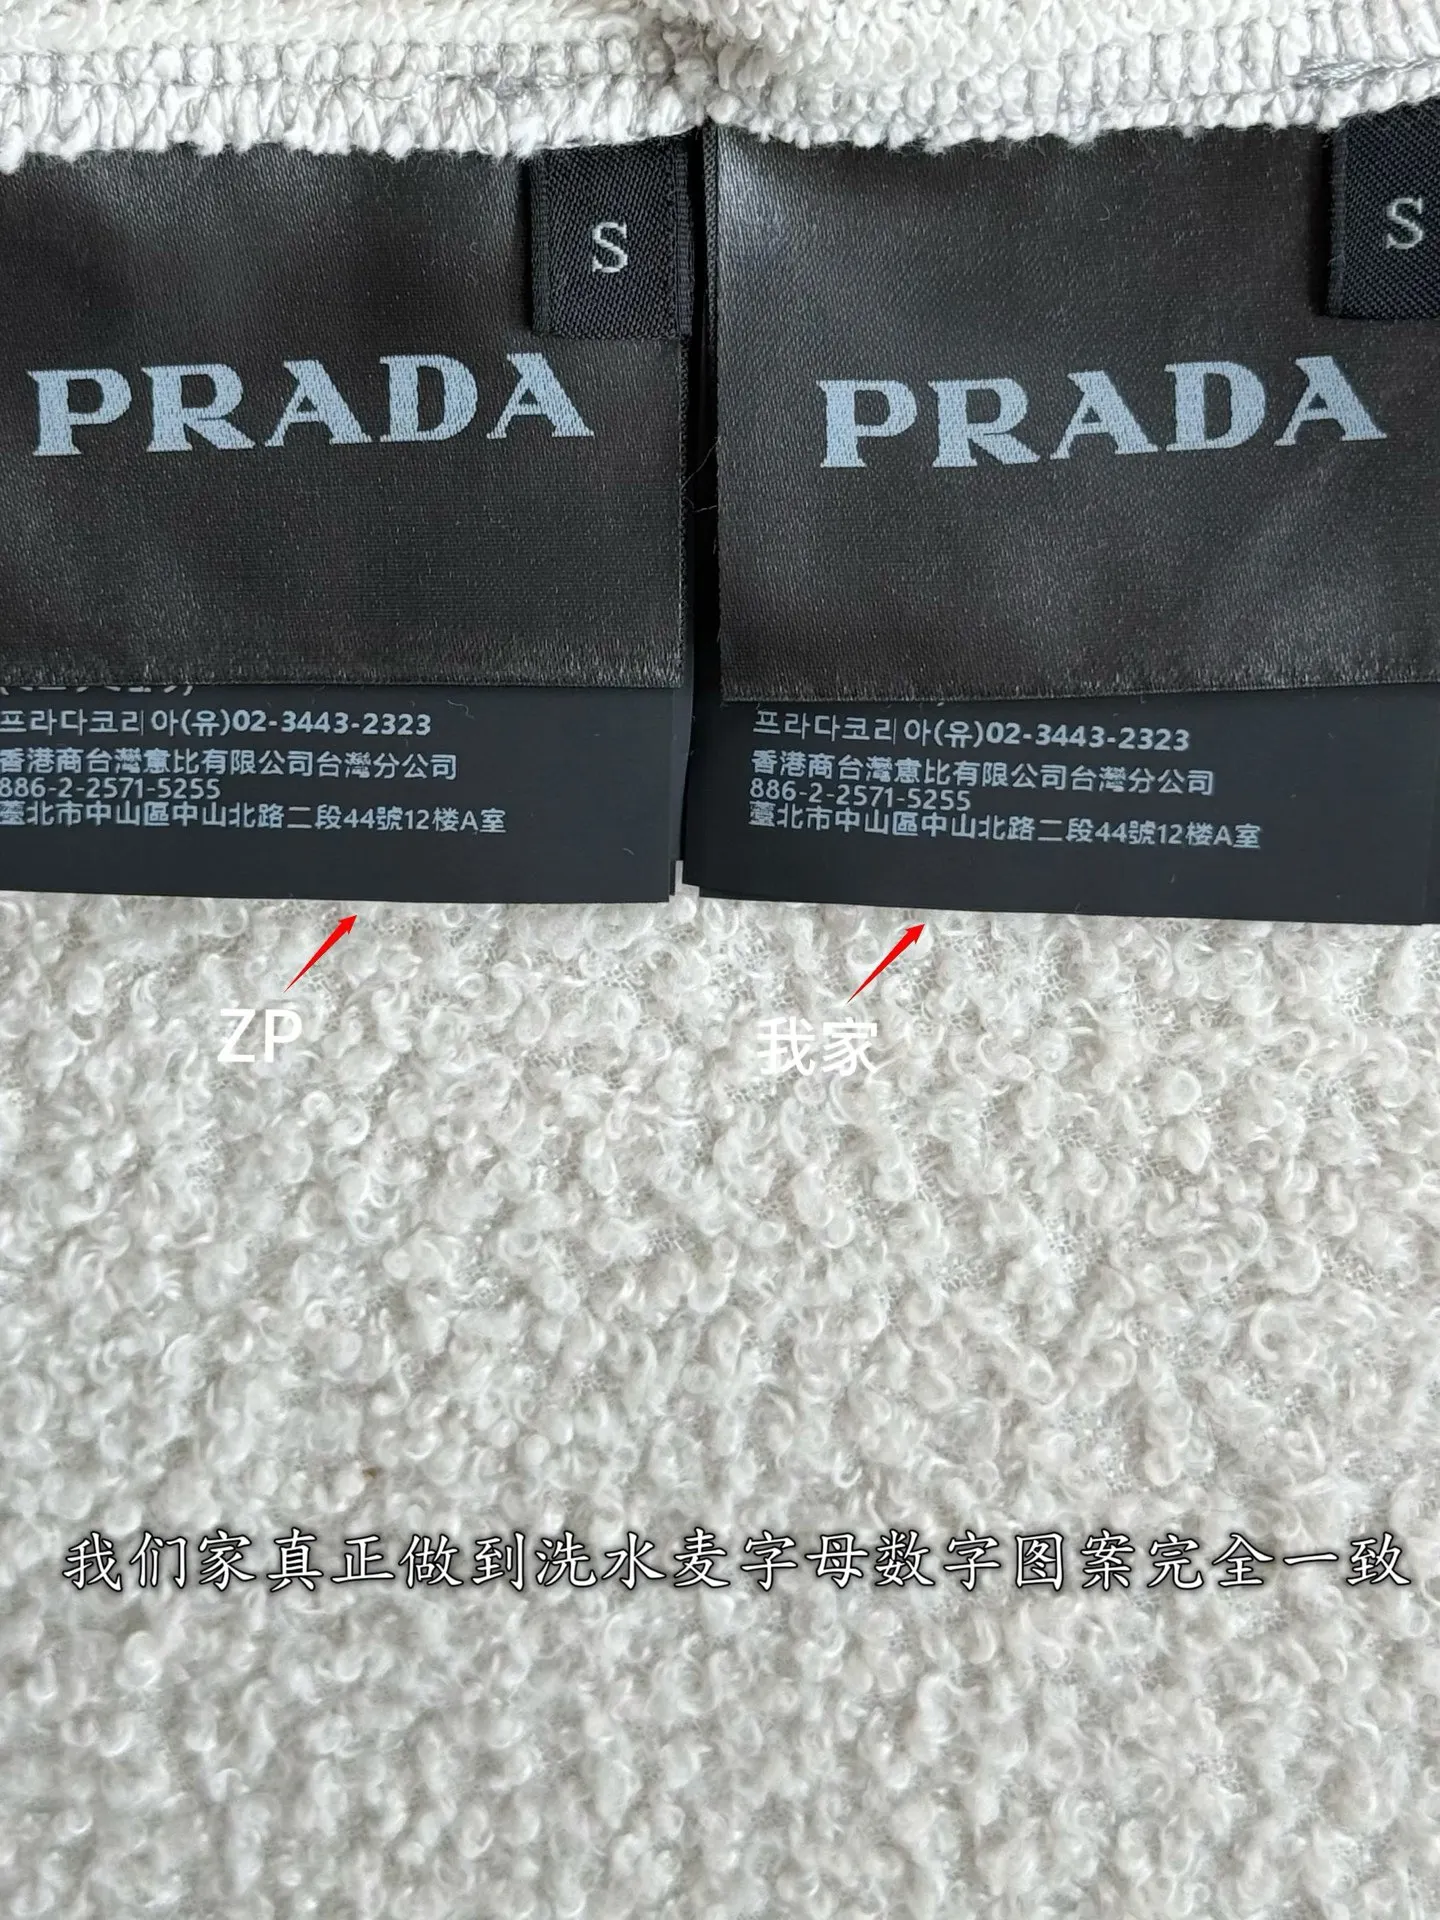 S
S
PRADA
PRADA
프라다코리아(유)02-3443-2323
香港商台灣意比有限公司台灣分公司
886-2-2571-5255
臺北市中山區中山北路二段44號12楼A室
프라다코리아(유)02-3443-2323
香港商台灣意比有限公司台灣分公司
886-2-2571-5255
臺北市中山區中山北路二段44號12楼A室
ZP
我家
我们家真正做到洗水麦字母数字图案完全一致